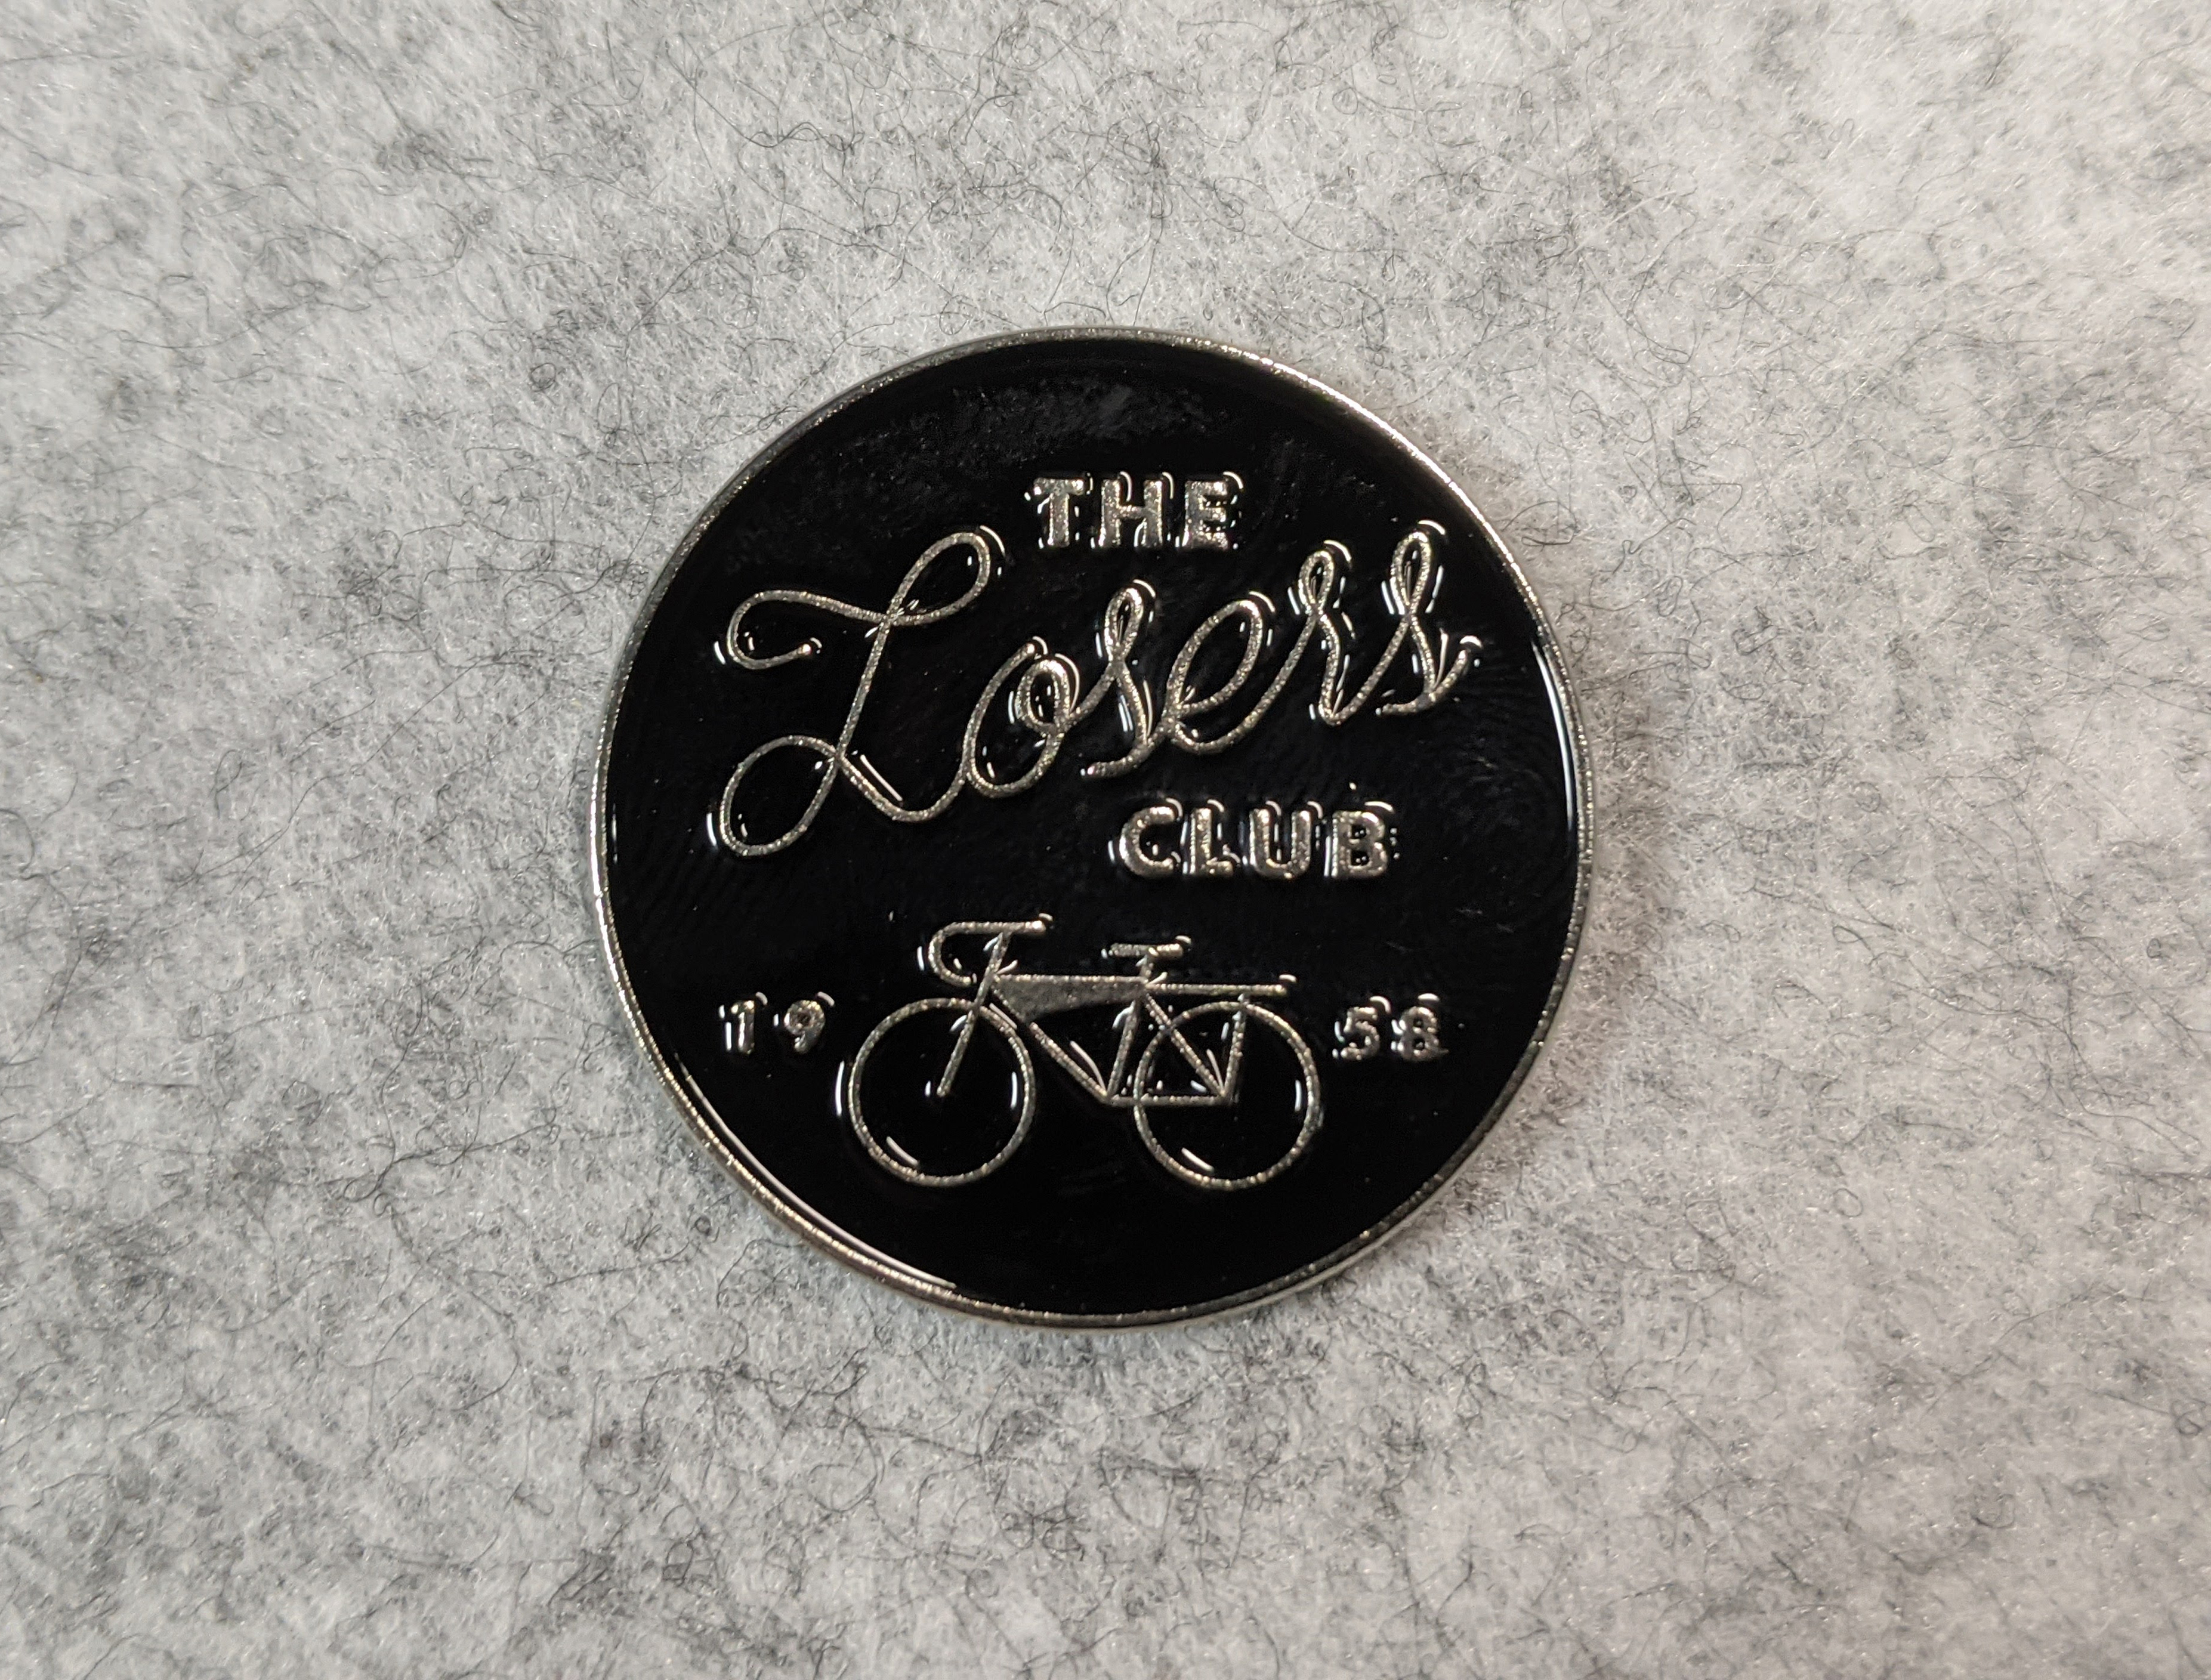 THE
Losers
CLUB
19 58